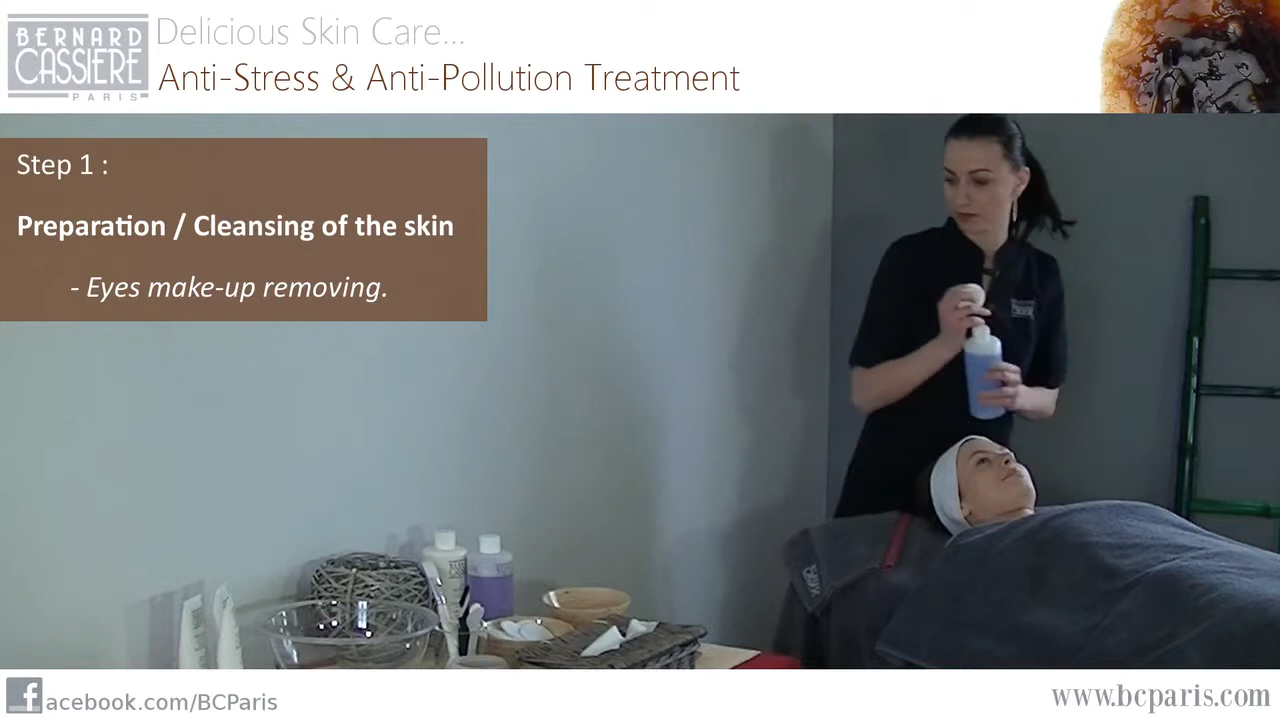 BERNARD
CASSIERE
PARIS
Delicious Skin Care...
Anti-Stress & Anti-Pollution Treatment
Step 1 :
Preparation / Cleansing of the skin
- Eyes make-up removing.
facebook.com/BCParis
www.bcparis.com